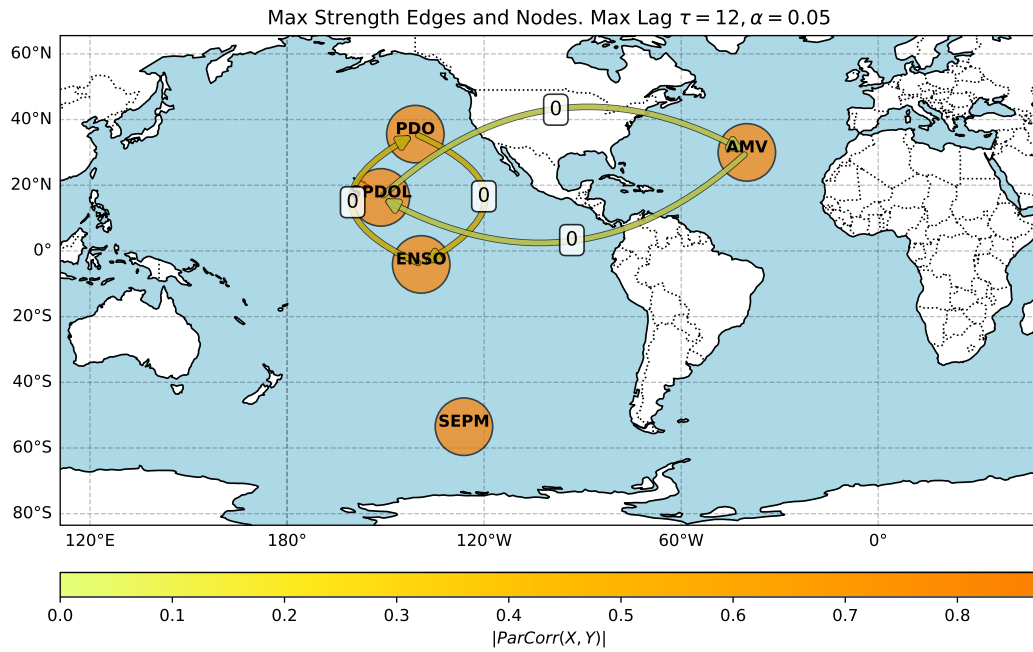 Max Strength Edges and Nodes. Max Lag τ = 12, α = 0.05
60°N
40°N
20°N
0°
20°S
40°S
60°S
80°S
PDO
AMV
PDOL
ENSO
SEPM
0
0
0
0
120°E
180°
120°W
60°W
0°
0.0
0.1
0.2
0.3
0.4
0.5
0.6
0.7
0.8
|ParCorr(X, Y)|